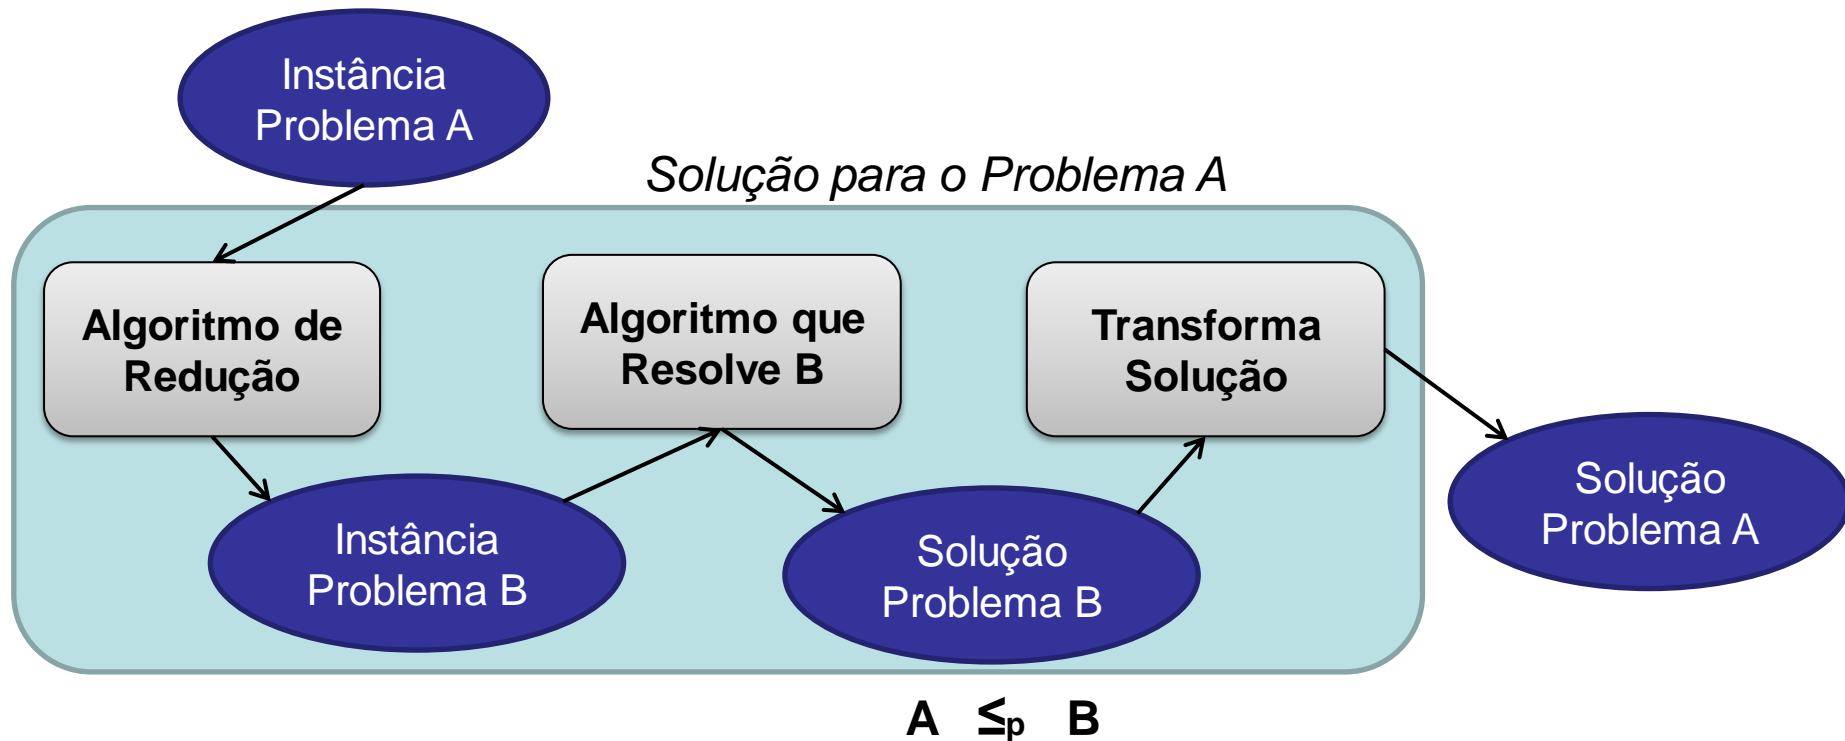 Instância
Problema A
Solução para o Problema A
Algoritmo de
Redução
Algoritmo que
Resolve B
Transforma
Solução
Instância
Problema B
Solução
Problema B
Solução
Problema A
A ≤p B